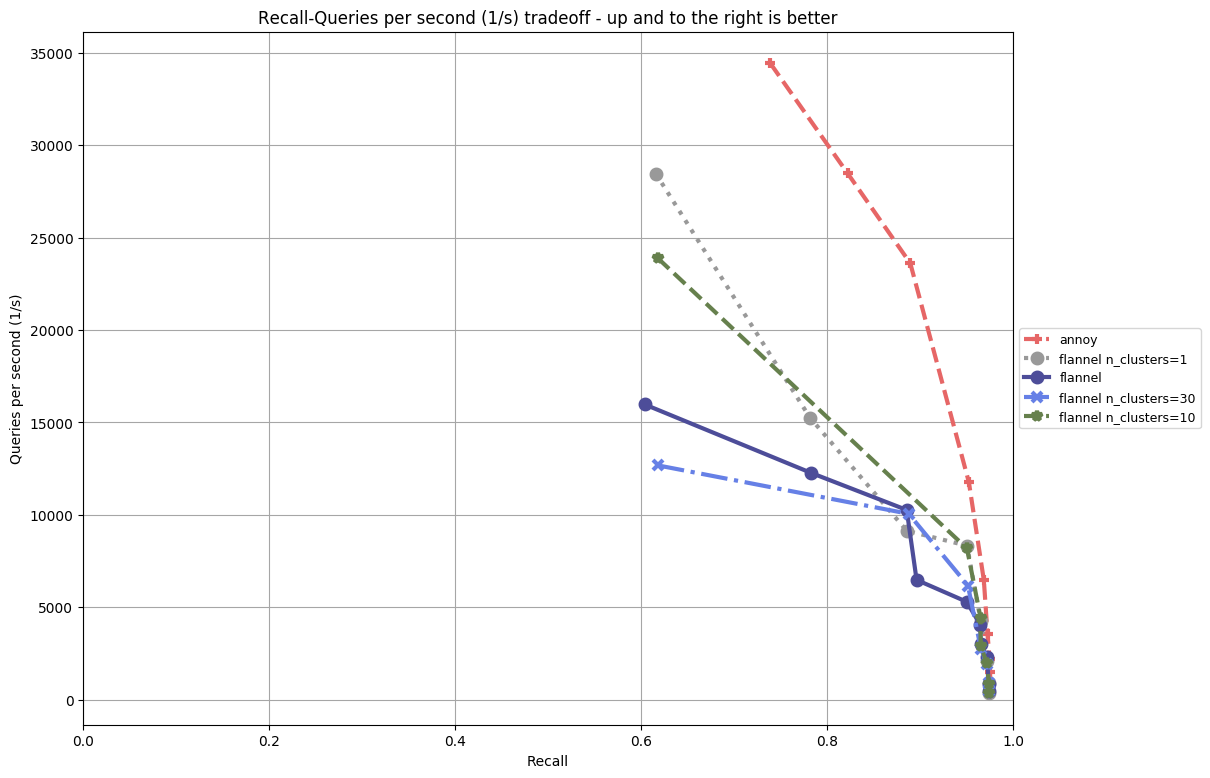 Recall-Queries per second (1/s) tradeoff - up and to the right is better
Queries per second (1/s)
35000
30000
25000
20000
15000
10000
5000
0
0.0 0.2 0.4 0.6 0.8 1.0
Recall
annoy
flannel n_clusters=1
flannel
flannel n_clusters=30
flannel n_clusters=10